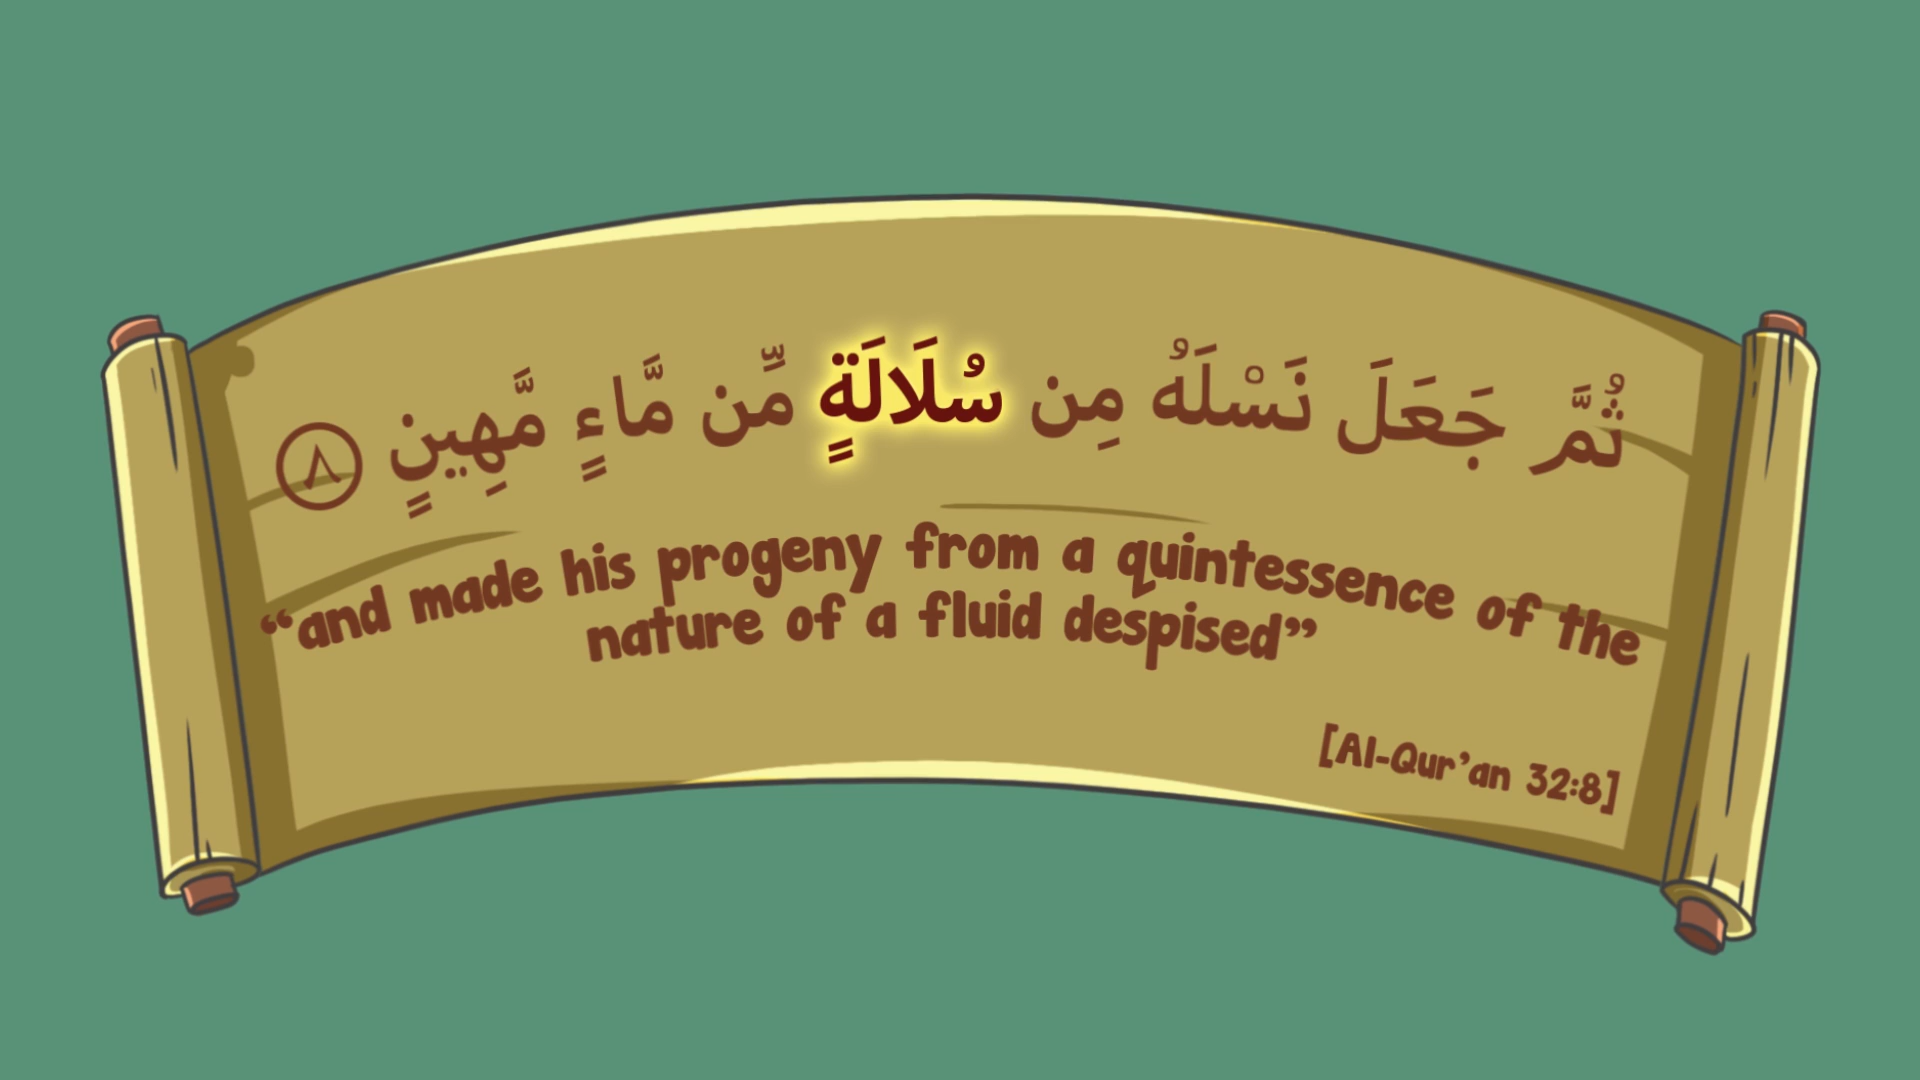 ثُمَّ جَعَلَ نَسْلَهُۥ مِن سُلَالَةٍ مِّن مَّاءٍ مَّهِينٍ ٨
“and made his progeny from a quintessence of the
nature of a fluid despised”
[Al-Qur’an 32:8]